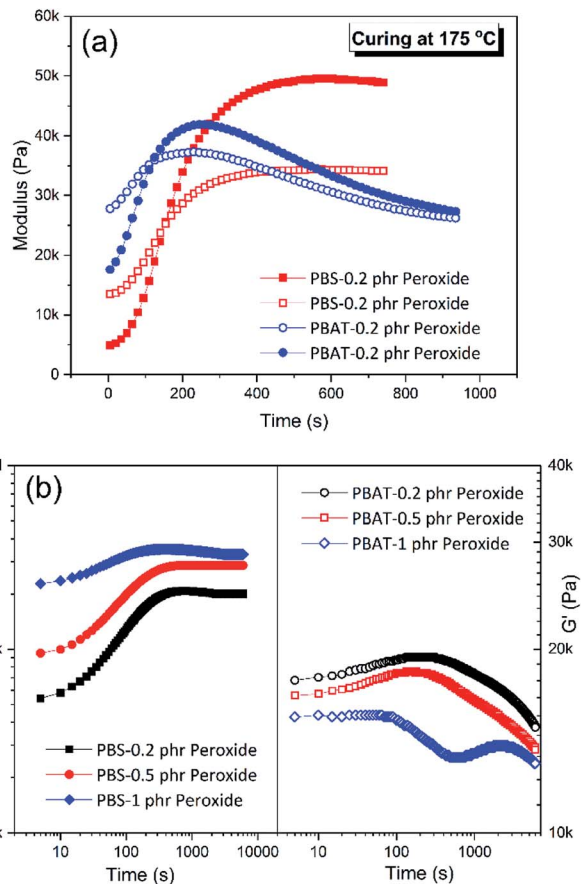 (a)
Curing at 175 °C
60k
50k
40k
30k
20k
10k
0
Modulus (Pa)
PBS-0.2 phr Peroxide
PBS-0.2 phr Peroxide
PBAT-0.2 phr Peroxide
PBAT-0.2 phr Peroxide
0 200 400 600 800 1000
Time (s)
(b)
PBS-0.2 phr Peroxide
PBS-0.5 phr Peroxide
PBS-1 phr Peroxide
10 100 1000 10000
Time (s)
PBAT-0.2 phr Peroxide
PBAT-0.5 phr Peroxide
PBAT-1 phr Peroxide
40k
30k
20k
10k
G' (Pa)
10 100 1000
Time (s)